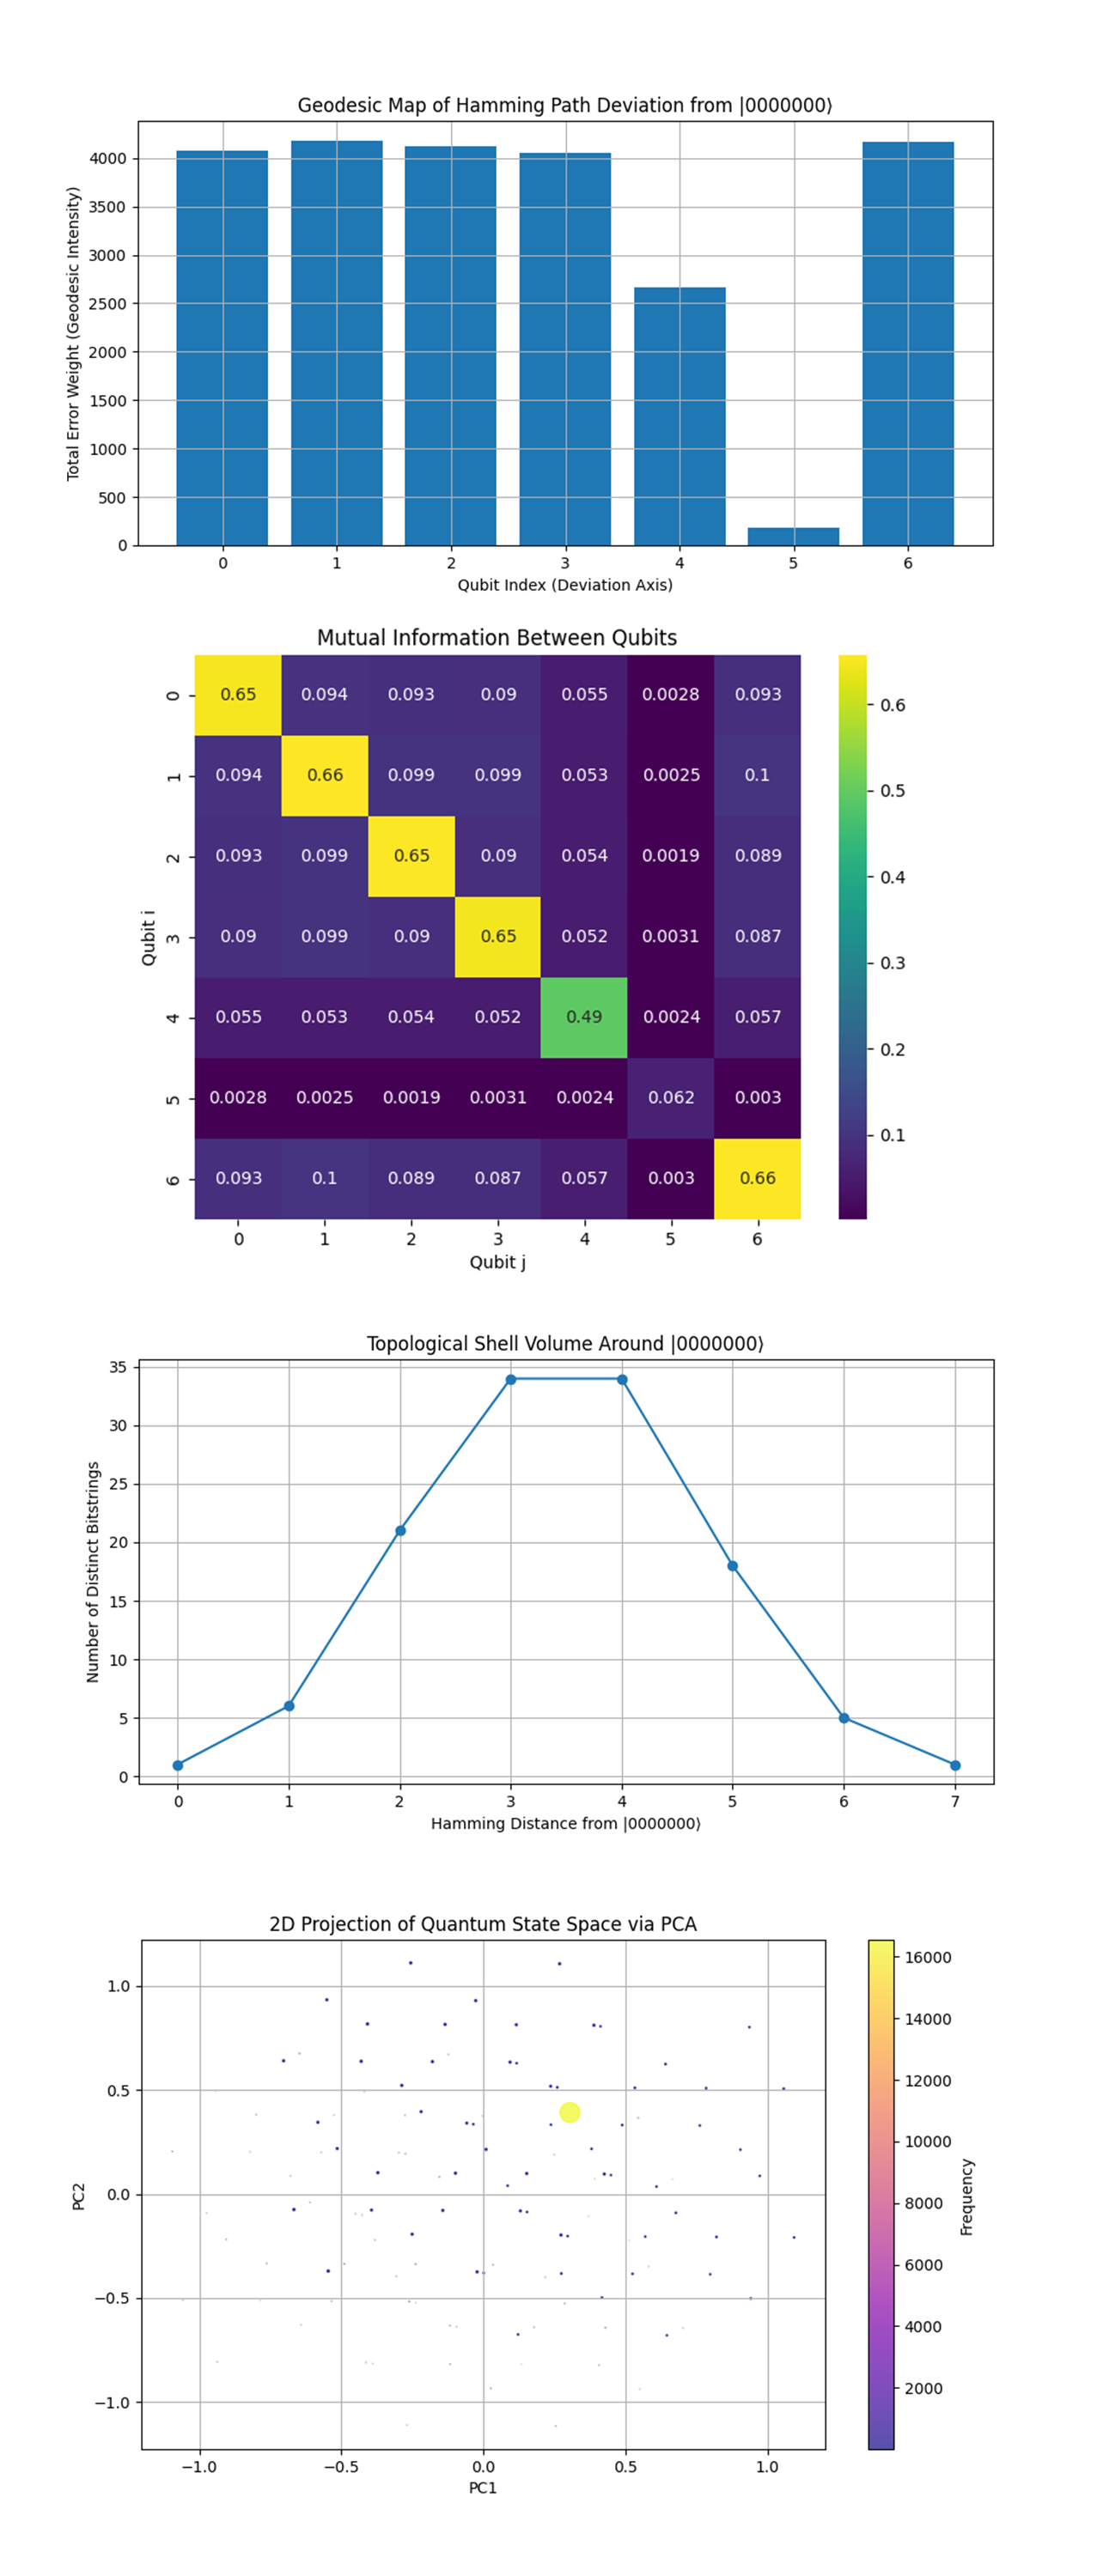 Geodesic Map of Hamming Path Deviation from |0000000⟩
Total Error Weight (Geodesic Intensity)
4000
3500
3000
2500
2000
1500
1000
500
0
0 1 2 3 4 5 6
Qubit Index (Deviation Axis)
Mutual Information Between Qubits
Qubit i
0 0.65 0.094 0.093 0.09 0.055 0.0028 0.093
1 0.094 0.66 0.099 0.099 0.053 0.0025 0.1
2 0.093 0.099 0.65 0.09 0.054 0.0019 0.089
3 0.09 0.099 0.09 0.65 0.052 0.0031 0.087
4 0.055 0.053 0.054 0.052 0.49 0.0024 0.057
5 0.0028 0.0025 0.0019 0.0031 0.0024 0.062 0.003
6 0.093 0.1 0.089 0.087 0.057 0.003 0.66
0 1 2 3 4 5 6
Qubit j
0.6
0.5
0.4
0.3
0.2
0.1
Topological Shell Volume Around |0000000⟩
Number of Distinct Bitstrings
35
30
25
20
15
10
5
0
0 1 2 3 4 5 6 7
Hamming Distance from |0000000⟩
2D Projection of Quantum State Space via PCA
PC2
1.0
0.5
0.0
−0.5
−1.0
−1.0 −0.5 0.0 0.5 1.0
PC1
16000
14000
12000
10000
8000
6000
4000
2000
Frequency